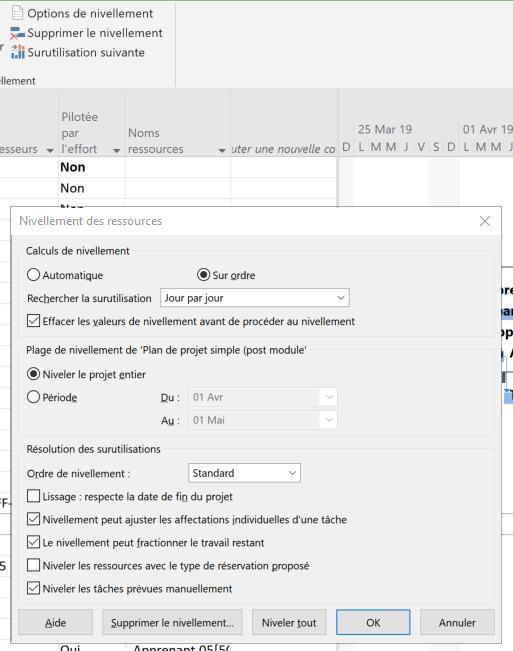 Options de nivellement
Supprimer le nivellement
r
Surutilisation suivante
llement
Pilotée
par
l'effort
Noms
ressources
esseurs
uter une nouvelle co
25 Mar 19
01 Avr 19
D L M M J V S D L M M J
Non
Non
Non
Nivellement des ressources
Calculs de nivellement
Automatique
Sur ordre
Rechercher la surutilisation
Jour par jour
Effacer les valeurs de nivellement avant de procéder au nivellement
Plage de nivellement de 'Plan de projet simple (post module'
Niveler le projet entier
Période
Du :
01 Avr
Au :
01 Mai
Résolution des surutilisations
Ordre de nivellement :
Standard
Lissage : respecte la date de fin du projet
Nivellement peut ajuster les affectations individuelles d'une tâche
Le nivellement peut fractionner le travail restant
Niveler les ressources avec le type de réservation proposé
Niveler les tâches prévues manuellement
Aide
Supprimer le nivellement...
Niveler tout
OK
Annuler
FF-
5
Oui
Apprenant 05[50